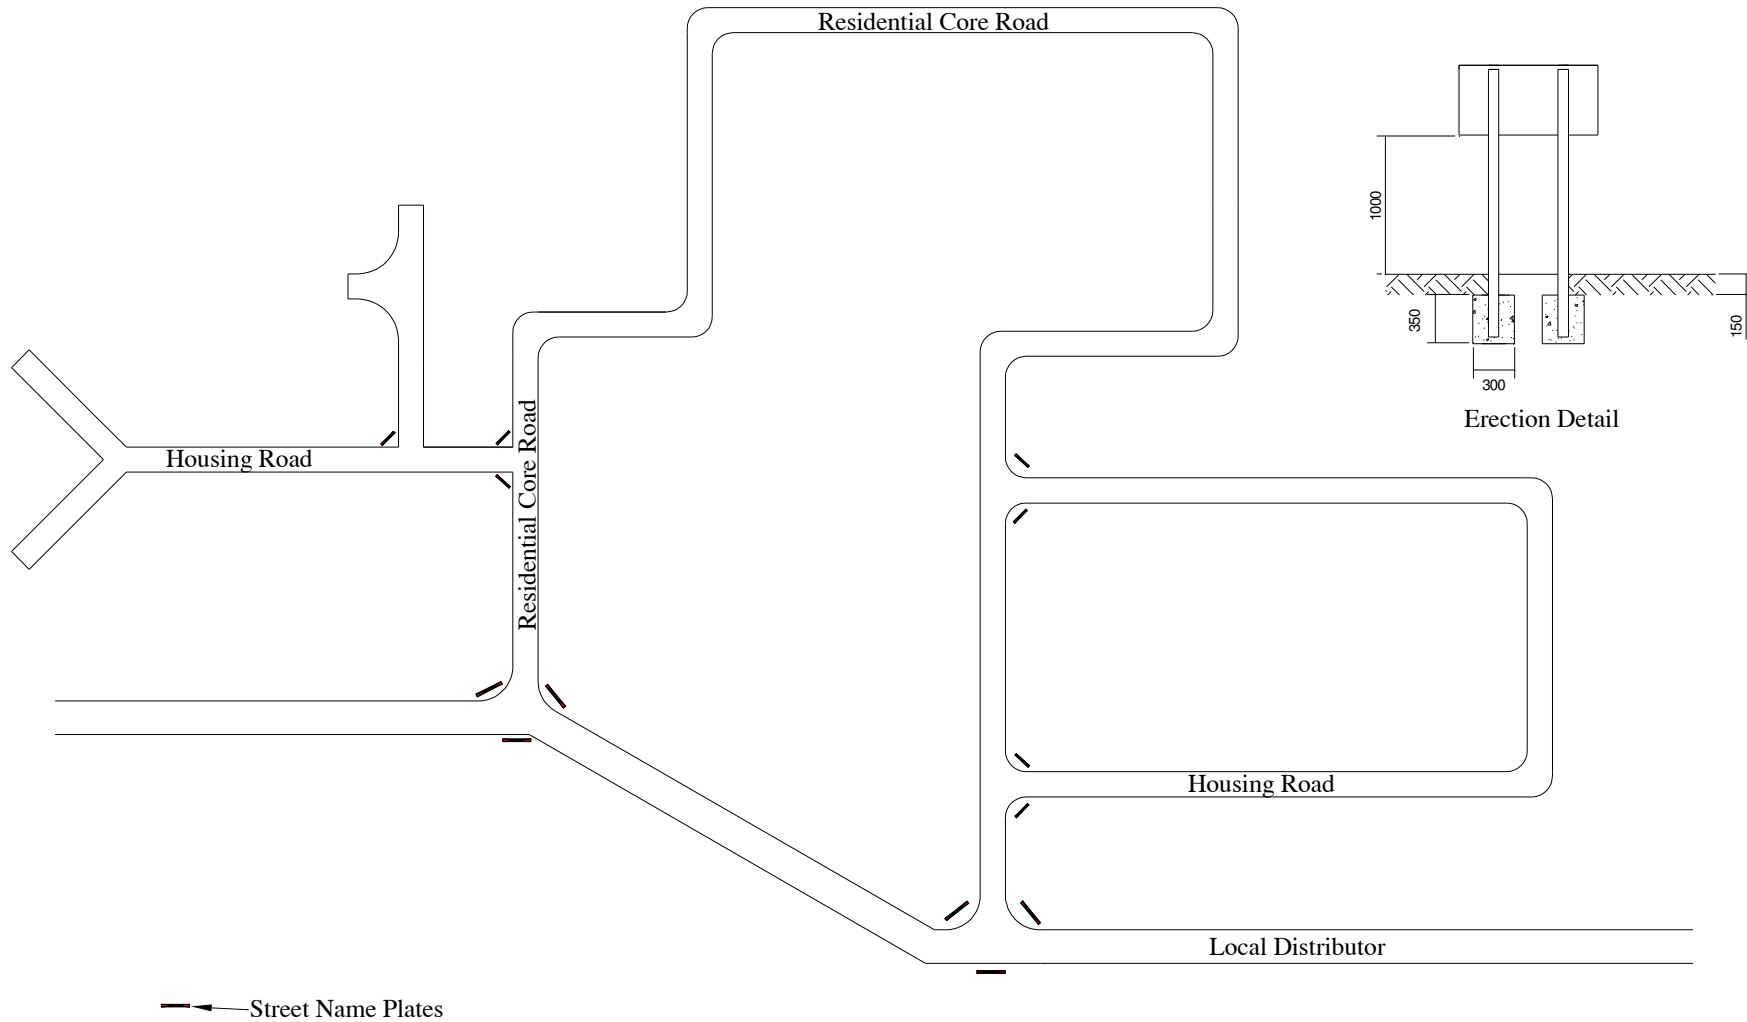 Residential Core Road
1000
350
150
300
Erection Detail
Residential Core Road
Housing Road
Housing Road
Local Distributor
Street Name Plates